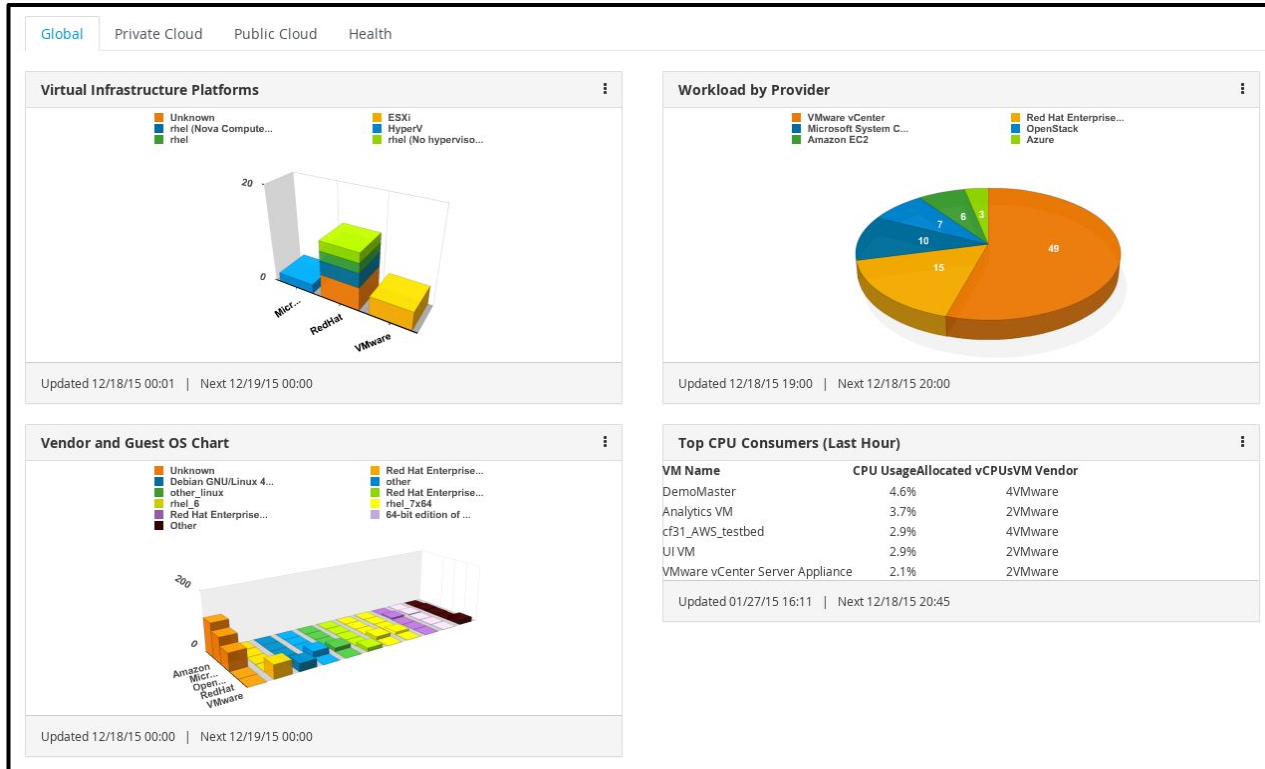 Global Private Cloud Public Cloud Health
Virtual Infrastructure Platforms
Unknown ESXi
rhel (Nova Compute... HyperV
rhel rhel (No hyperviso...
20
0
Micr...
RedHat
VMware
Updated 12/18/15 00:01 | Next 12/19/15 00:00
Workload by Provider
VMware vCenter Red Hat Enterprise...
Microsoft System C... OpenStack
Amazon EC2 Azure
49
15
10
7
6
3
Updated 12/18/15 19:00 | Next 12/18/15 20:00
Vendor and Guest OS Chart
Unknown Red Hat Enterprise...
Debian GNU/Linux 4... other
other_linux Red Hat Enterprise...
rhel_6 rhel_7x64
Red Hat Enterprise... 64-bit edition of ...
Other
200
0
Amazon
Micr...
Open...
RedHat
VMware
Updated 12/18/15 00:00 | Next 12/19/15 00:00
Top CPU Consumers (Last Hour)
VM Name CPU UsageAllocated vCPUsVM Vendor
DemoMaster 4.6% 4VMware
Analytics VM 3.7% 2VMware
cf31_AWS_testbed 2.9% 4VMware
UI VM 2.9% 2VMware
VMware vCenter Server Appliance 2.1% 2VMware
Updated 01/27/15 16:11 | Next 12/18/15 20:45